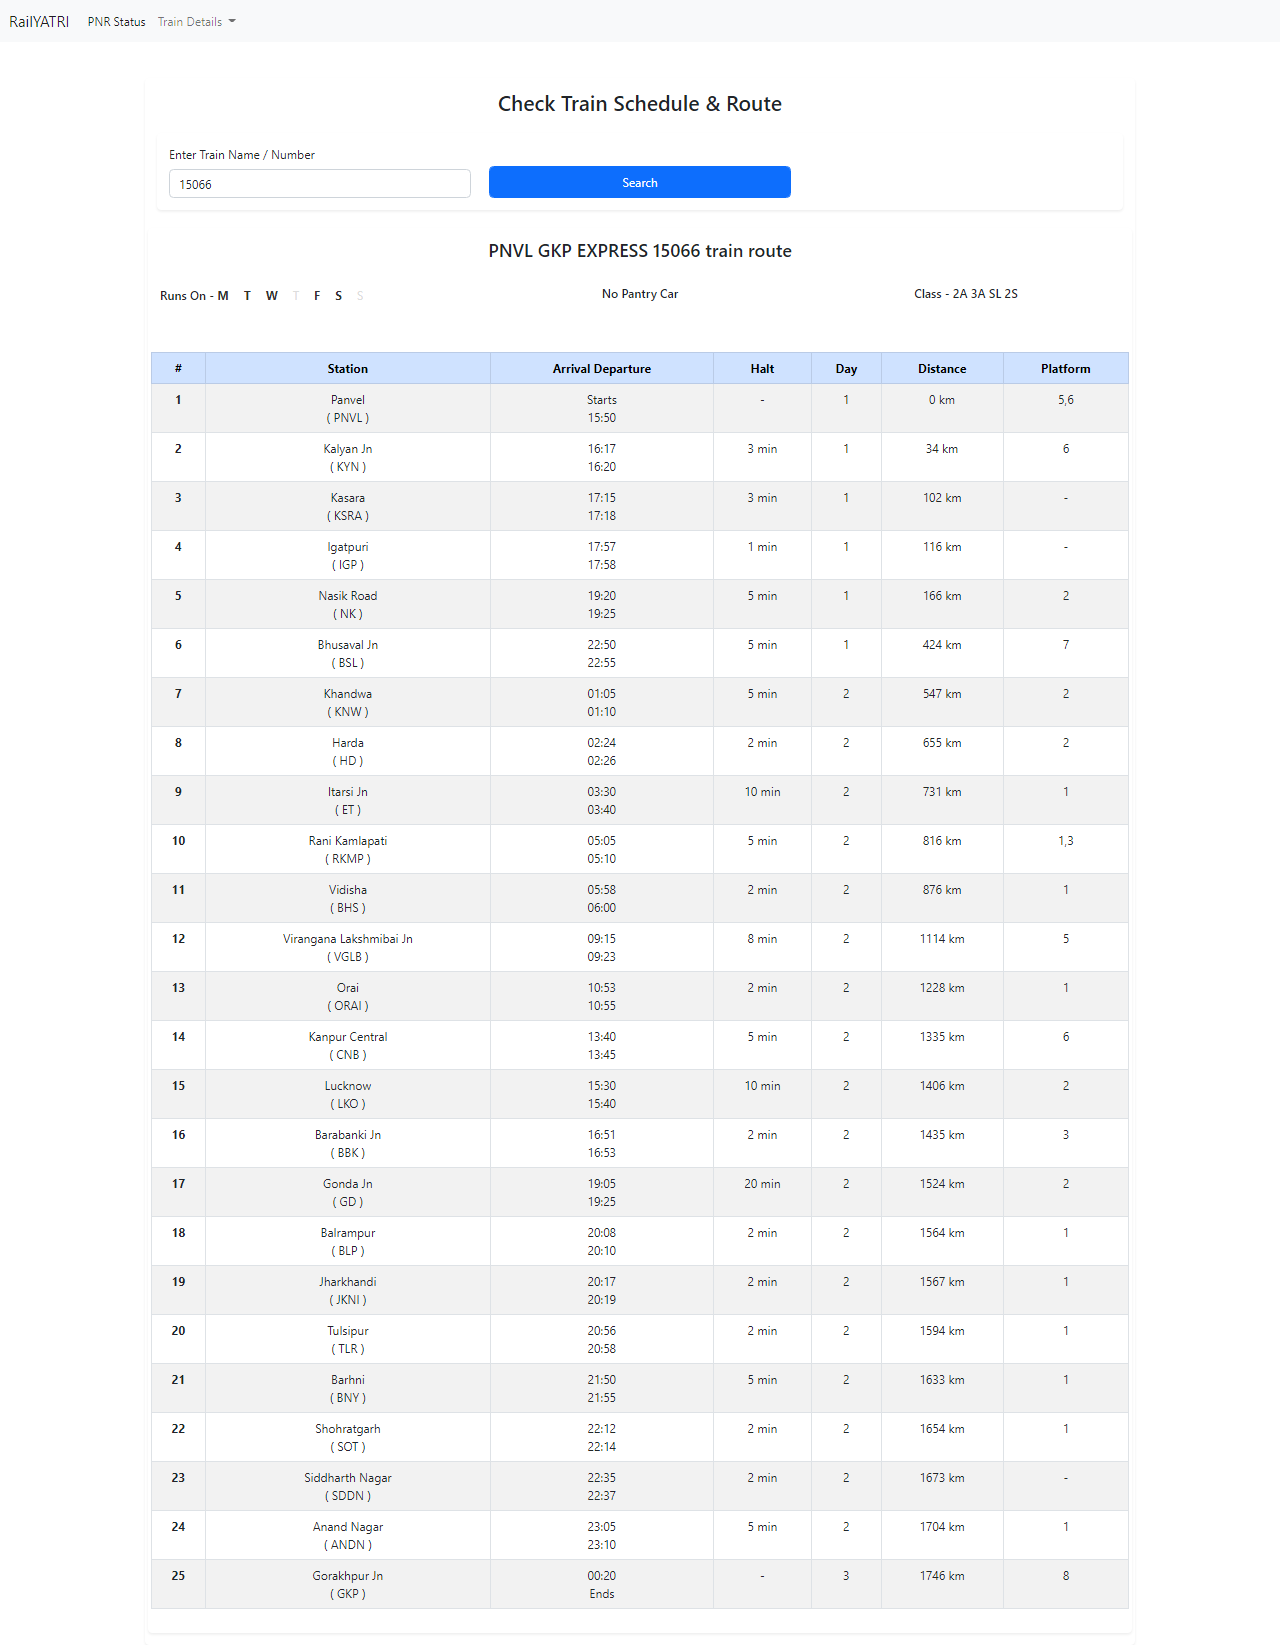 RailYATRI PNR Status Train Details
Check Train Schedule & Route
Enter Train Name / Number
15066 Search
PNVL GKP EXPRESS 15066 train route
Runs On - M T W T F S S No Pantry Car Class - 2A 3A SL 2S
# Station Arrival Departure Halt Day Distance Platform
1 Panvel Starts - 1 0 km 5,6
( PNVL ) 15:50
2 Kalyan Jn 16:17 3 min 1 34 km 6
( KYN ) 16:20
3 Kasara 17:15 3 min 1 102 km -
( KSRA ) 17:18
4 Igatpuri 17:57 1 min 1 116 km -
( IGP ) 17:58
5 Nasik Road 19:20 5 min 1 166 km 2
( NK ) 19:25
6 Bhusaval Jn 22:50 5 min 1 424 km 7
( BSL ) 22:55
7 Khandwa 01:05 5 min 2 547 km 2
( KNW ) 01:10
8 Harda 02:24 2 min 2 655 km 2
( HD ) 02:26
9 Itarsi Jn 03:30 10 min 2 731 km 1
( ET ) 03:40
10 Rani Kamlapati 05:05 5 min 2 816 km 1,3
( RKMP ) 05:10
11 Vidisha 05:58 2 min 2 876 km 1
( BHS ) 06:00
12 Virangana Lakshmibai Jn 09:15 8 min 2 1114 km 5
( VGLB ) 09:23
13 Orai 10:53 2 min 2 1228 km 1
( ORAI ) 10:55
14 Kanpur Central 13:40 5 min 2 1335 km 6
( CNB ) 13:45
15 Lucknow 15:30 10 min 2 1406 km 2
( LKO ) 15:40
16 Barabanki Jn 16:51 2 min 2 1435 km 3
( BBK ) 16:53
17 Gonda Jn 19:05 20 min 2 1524 km 2
( GD ) 19:25
18 Balrampur 20:08 2 min 2 1564 km 1
( BLP ) 20:10
19 Jharkhandi 20:17 2 min 2 1567 km 1
( JKNI ) 20:19
20 Tulsipur 20:56 2 min 2 1594 km 1
( TLR ) 20:58
21 Barhni 21:50 5 min 2 1633 km 1
( BNY ) 21:55
22 Shohratgarh 22:12 2 min 2 1654 km 1
( SOT ) 22:14
23 Siddharth Nagar 22:35 2 min 2 1673 km -
( SDDN ) 22:37
24 Anand Nagar 23:05 5 min 2 1704 km 1
( ANDN ) 23:10
25 Gorakhpur Jn 00:20 - 3 1746 km 8
( GKP ) Ends